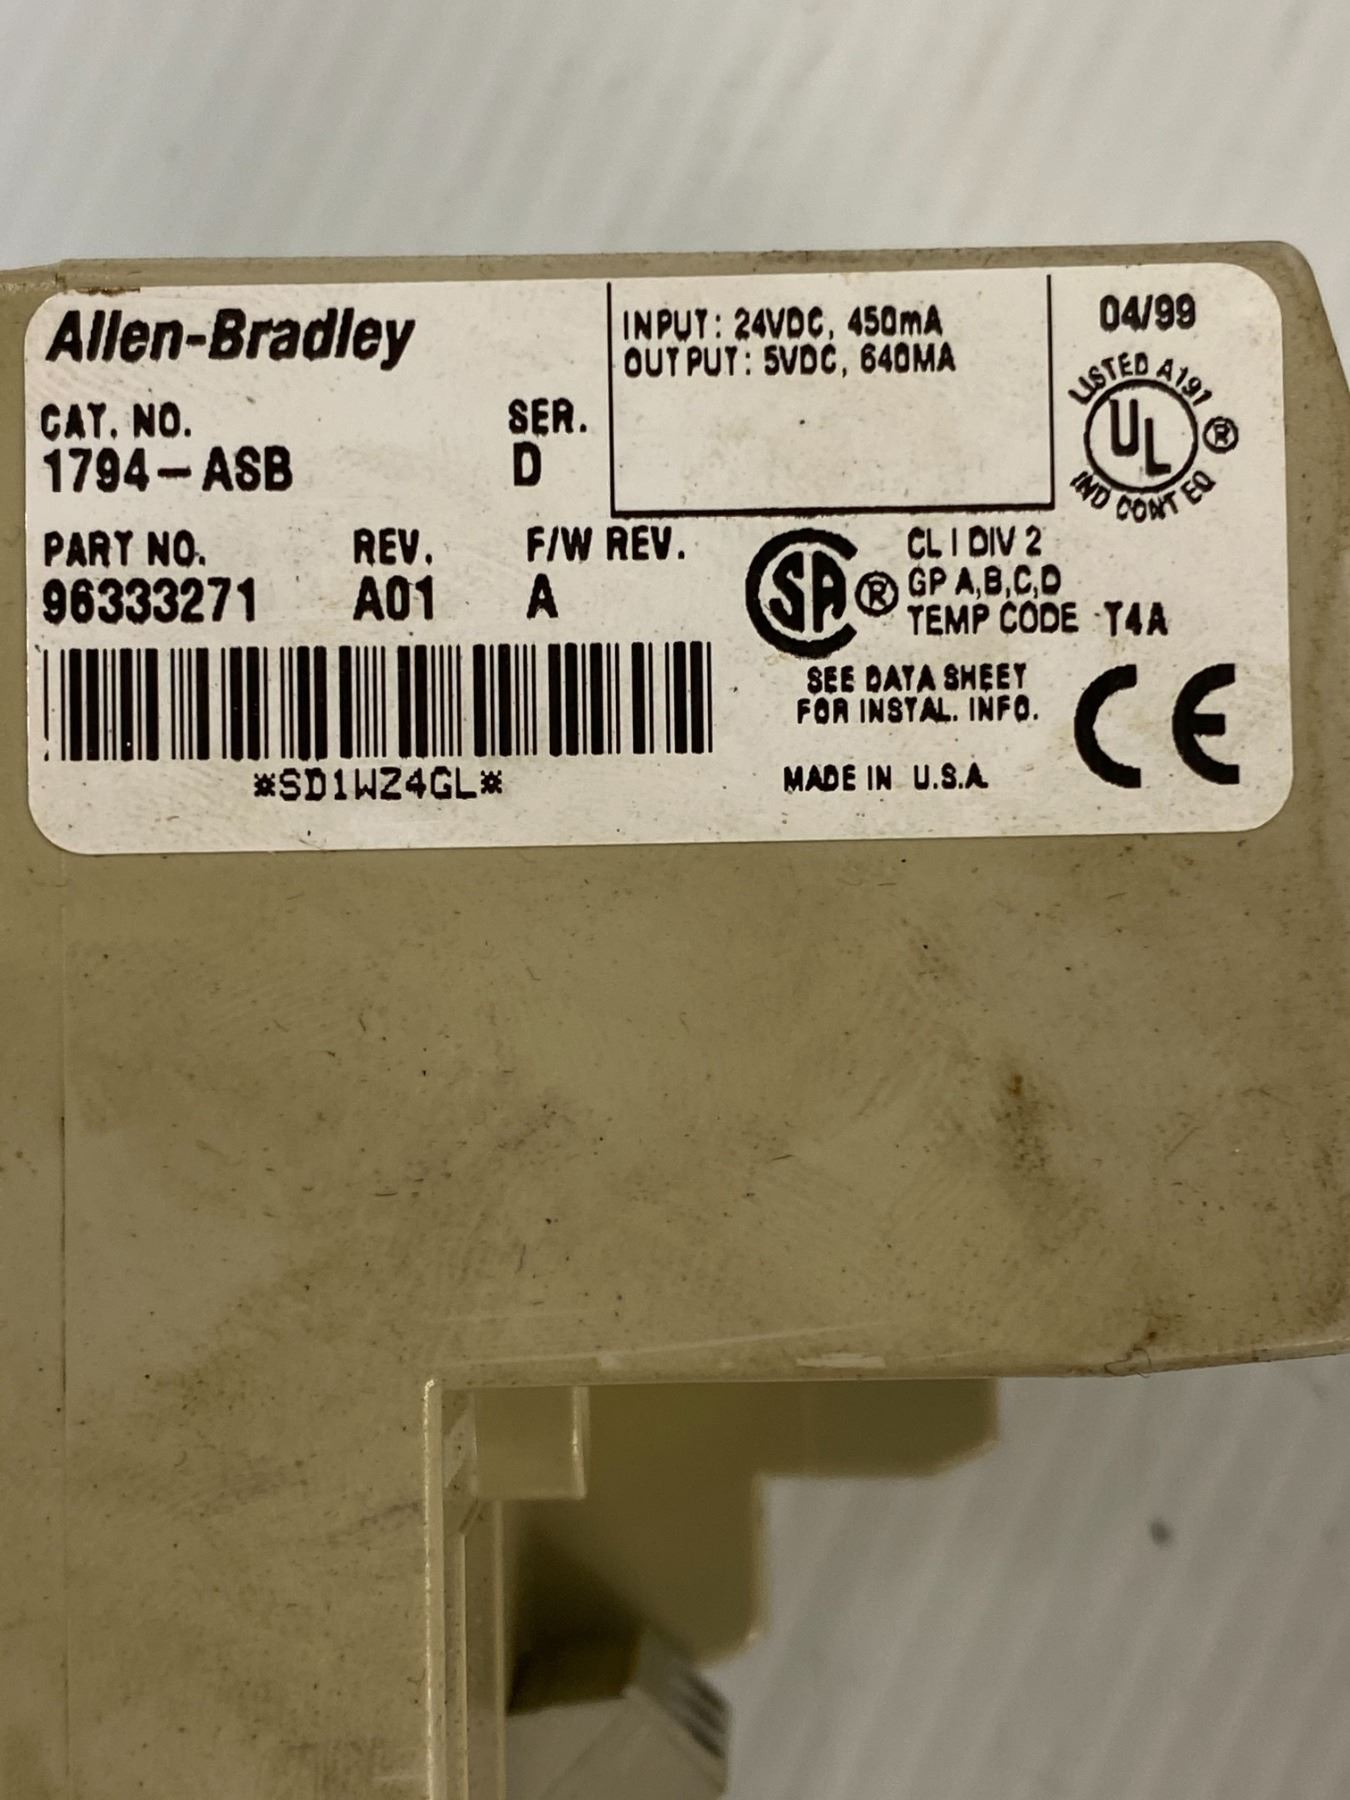 Allen-Bradley
CAT. NO.
SER.
1794-ASB
D
PART NO.
REV.
F/W REV.
96333271
A01
A
*SD1WZ4GL*
INPUT: 24VDC, 450mA
OUTPUT: 5VDC, 640MA
04/99
LISTED A191
UL ®
IND CONT EQ
SA ®
CL I DIV 2
GP A,B,C,D
TEMP CODE T4A
SEE DATA SHEET
FOR INSTAL. INFO.
CE
MADE IN U.S.A.